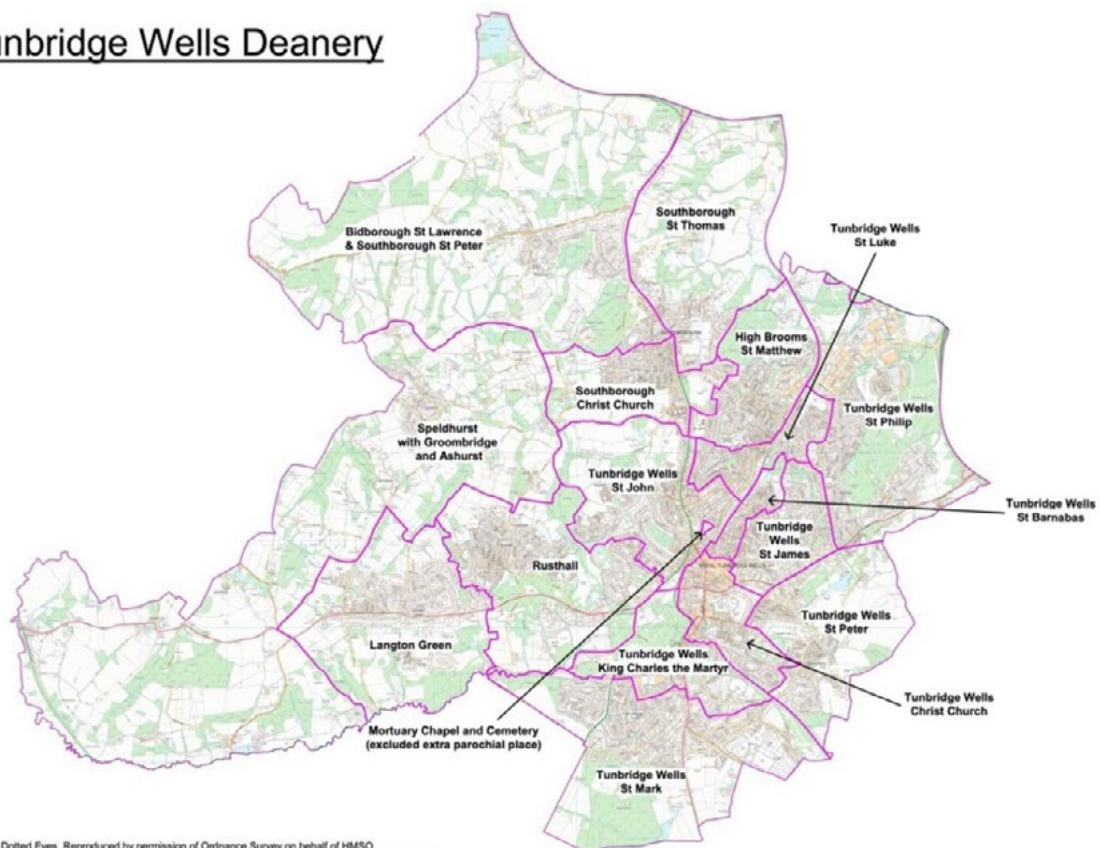 unbridge Wells Deanery
Southborough
St Thomas
Tunbridge Wells
St Luke
Bidborough St Lawrence
& Southborough St Peter
High Brooms
St Matthew
Southborough
Christ Church
Tunbridge Wells
St Philip
Speldhurst
with Groombridge
and Ashurst
Tunbridge Wells
St John
Tunbridge Wells
St Barnabas
Tunbridge
Wells
St James
Rusthall
Tunbridge Wells
St Peter
Langton Green
Tunbridge Wells
King Charles the Martyr
Tunbridge Wells
Christ Church
Mortuary Chapel and Cemetery
(excluded extra parochial place)
Tunbridge Wells
St Mark
Dotted Eyes. Reproduced by permission of Ordnance Survey on behalf of HMSO